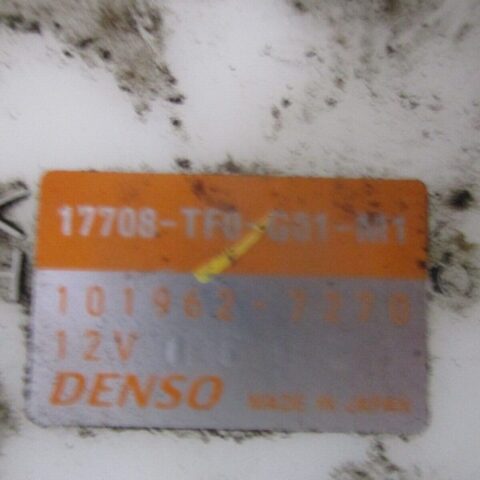 17708-TF0-G01-M1
101962-7270
12V
DENSO MADE IN JAPAN